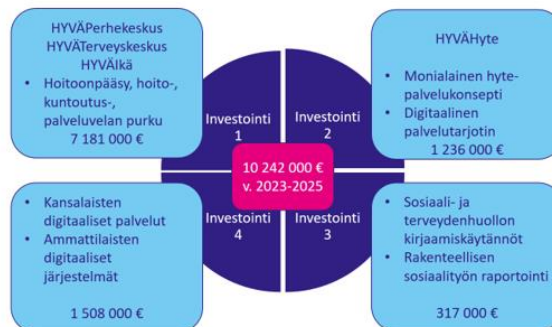 HYVÄPerhekeskus
HYVÄTerveyskeskus
HYVÄIkä
• Hoitoonpääsy, hoito-,
kuntoutus-,
palveluvelan purku
7 181 000 €
HYVÄHyte
• Monialainen hyte-
palvelukonsepti
• Digitaalinen
palvelutarjotin
1 236 000 €
Investointi
1
Investointi
2
10 242 000 €
v. 2023-2025
Investointi
4
Investointi
3
• Kansalaisten
digitaaliset palvelut
• Ammattilaisten
digitaaliset
järjestelmät
1 508 000 €
• Sosiaali- ja
terveydenhuollon
kirjaamiskäytännöt
• Rakenteellisen
sosiaalityön raportointi
317 000 €